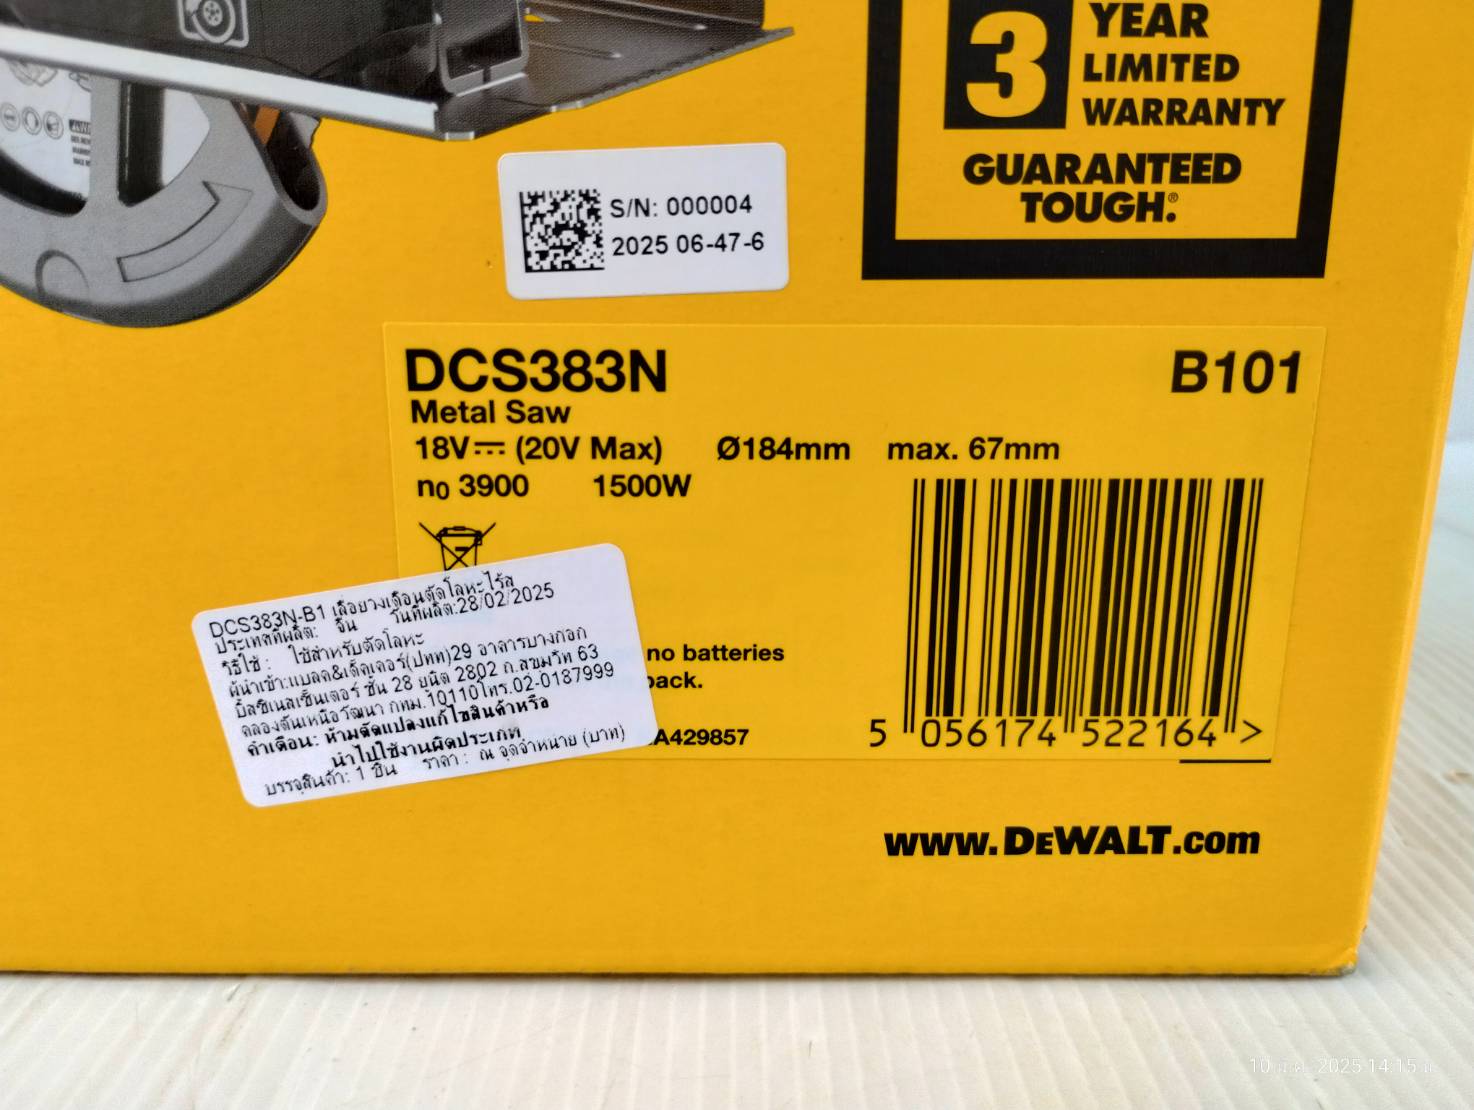 3 YEAR
LIMITED
WARRANTY
GUARANTEED
TOUGH.®
S/N: 000004
2025 06-47-6
DCS383N B101
Metal Saw
18V (20V Max) Ø184mm max. 67mm
n0 3900 1500W
no batteries
pack.
A429857
5 056174 522164 >
DCS383N-B1 เลื่อยวงเดือนตัดโลหะไร้สา
ประเทศที่ผลิต: จีน วันที่ผลิต:28/02/2025
วิธีใช้ : ใช้สำหรับตัดโลหะ
ผู้นำเข้า:แบลค&เด็คเคอร์(ปทท)29 อาคารบางกอก
บิสซิเนสเซ็นเตอร์ ชั้น 28 ยูนิต 2802 ถ.สุขุมวิท 63
คลองตันเหนือวัฒนา กทม.10110โทร.02-0187999
คำเตือน: ห้ามดัดแปลงแก้ไขสินค้าหรือ
นำไปใช้งานผิดประเภท
บรรจุสินค้า: 1 ชิ้น ราคา : ณ จุดจำหน่าย (บาท)
www.DEWALT.com
10 2025 14:15